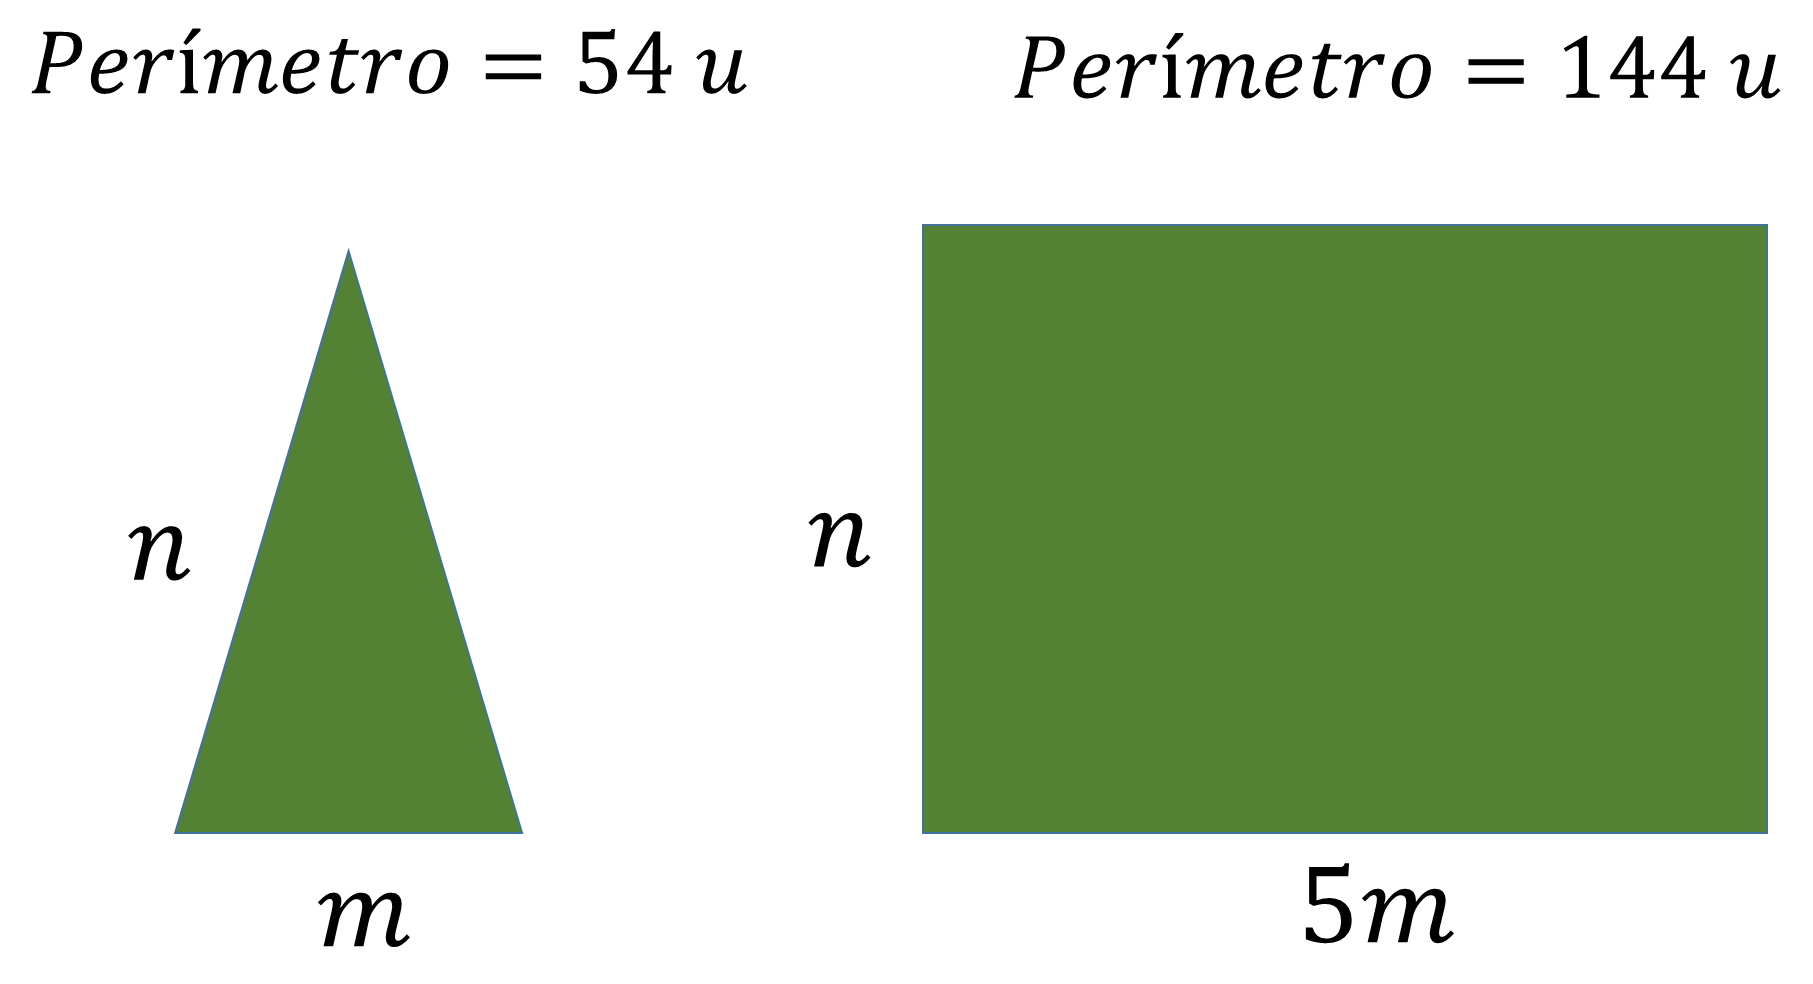 Perímetro = 54 u
Perímetro = 144 u
n
n
m
5m